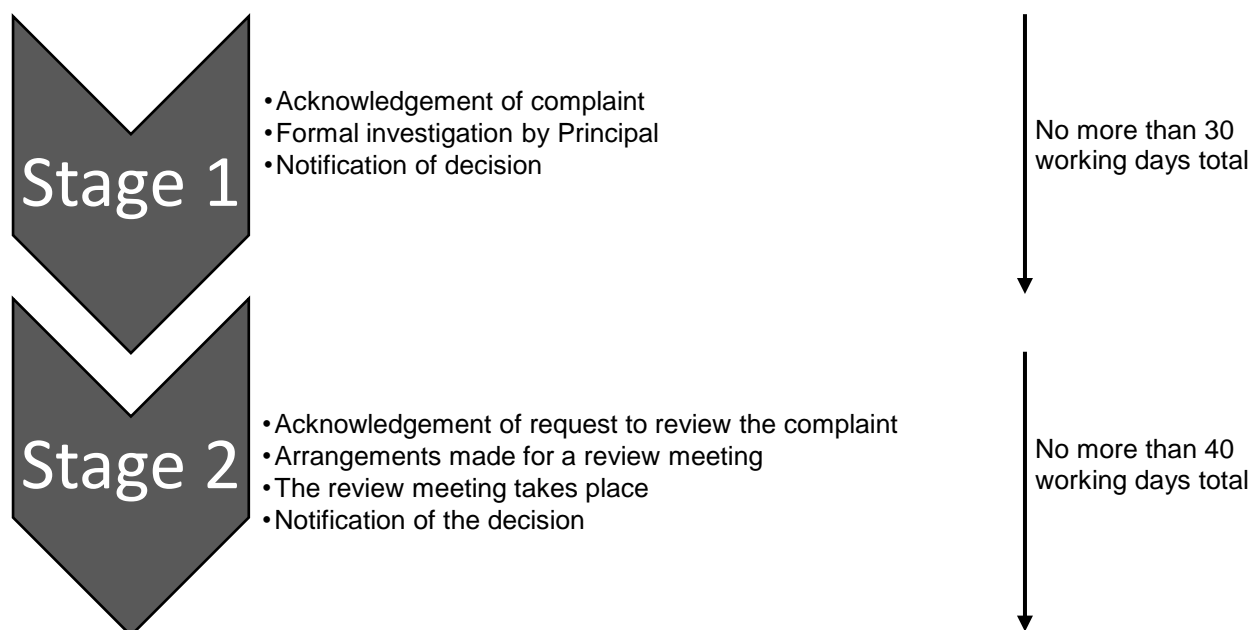 Stage 1
•Acknowledgement of complaint
•Formal investigation by Principal
•Notification of decision
No more than 30
working days total
Stage 2
•Acknowledgement of request to review the complaint
•Arrangements made for a review meeting
•The review meeting takes place
•Notification of the decision
No more than 40
working days total